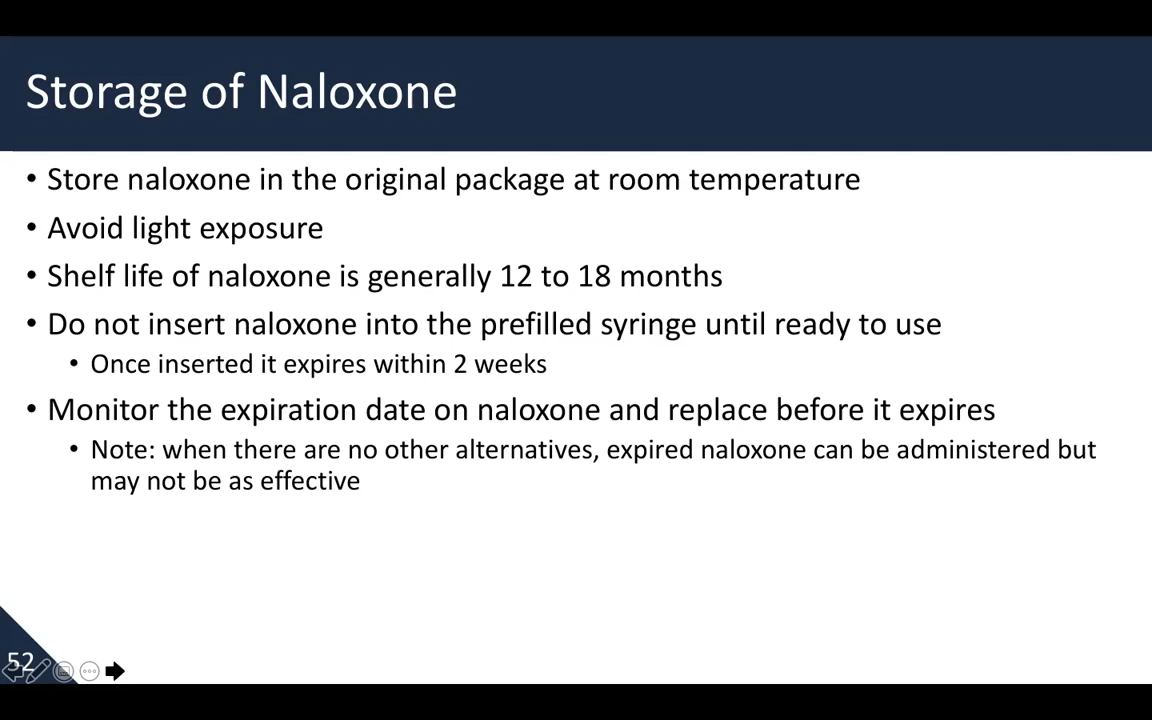 Storage of Naloxone
• Store naloxone in the original package at room temperature
• Avoid light exposure
• Shelf life of naloxone is generally 12 to 18 months
• Do not insert naloxone into the prefilled syringe until ready to use
• Once inserted it expires within 2 weeks
• Monitor the expiration date on naloxone and replace before it expires
• Note: when there are no other alternatives, expired naloxone can be administered but
may not be as effective
52